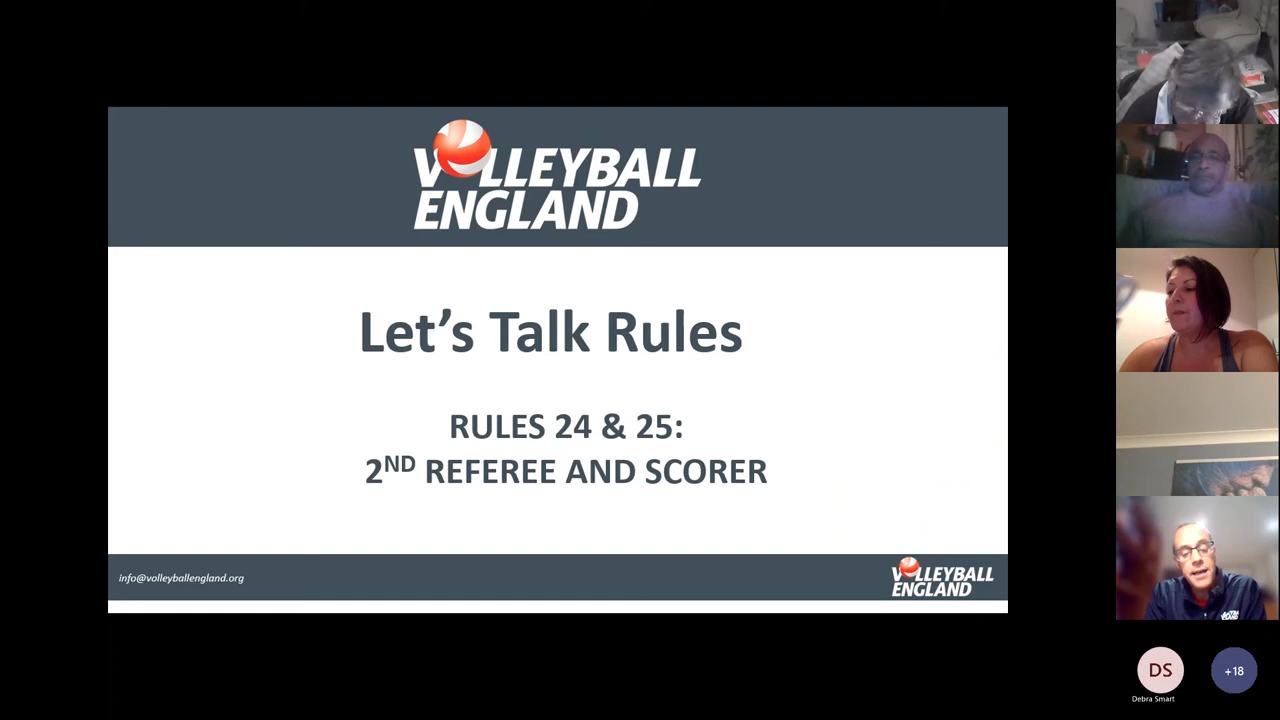 VOLLEYBALL
ENGLAND
Let's Talk Rules
RULES 24 & 25:
2ND REFEREE AND SCORER
info@volleyballengland.org
VOLLEYBALL
ENGLAND
DS
+18
Debra Smart